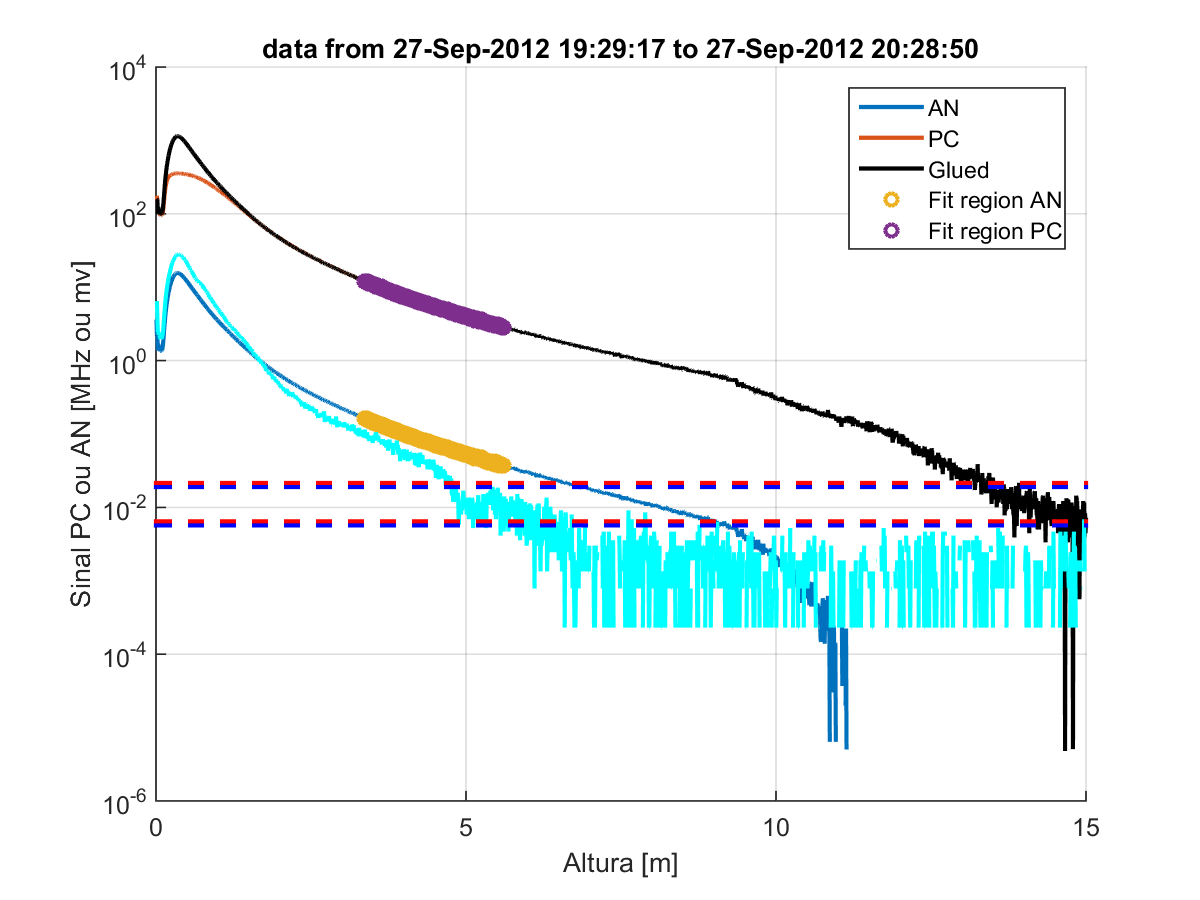 data from 27-Sep-2012 19:29:17 to 27-Sep-2012 20:28:50
10^4
10^2
10^0
10^-2
10^-4
10^-6
Sinal PC ou AN [MHz ou mv]
AN
PC
Glued
Fit region AN
Fit region PC
0
5
10
15
Altura [m]